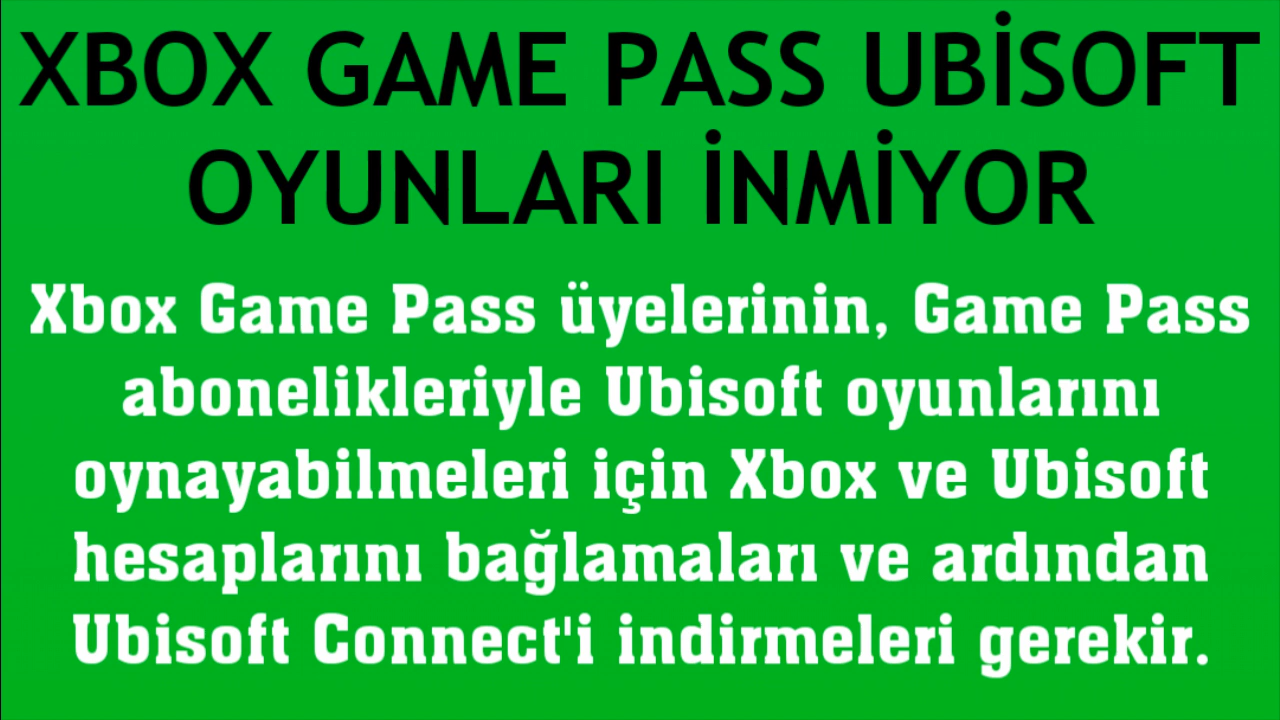 XBOX GAME PASS UBİSOFT
OYUNLARI İNMİYOR
Xbox Game Pass üyelerinin, Game Pass
abonelikleriyle Ubisoft oyunlarını
oynayabilmeleri için Xbox ve Ubisoft
hesaplarını bağlamaları ve ardından
Ubisoft Connect'i indirmeleri gerekir.